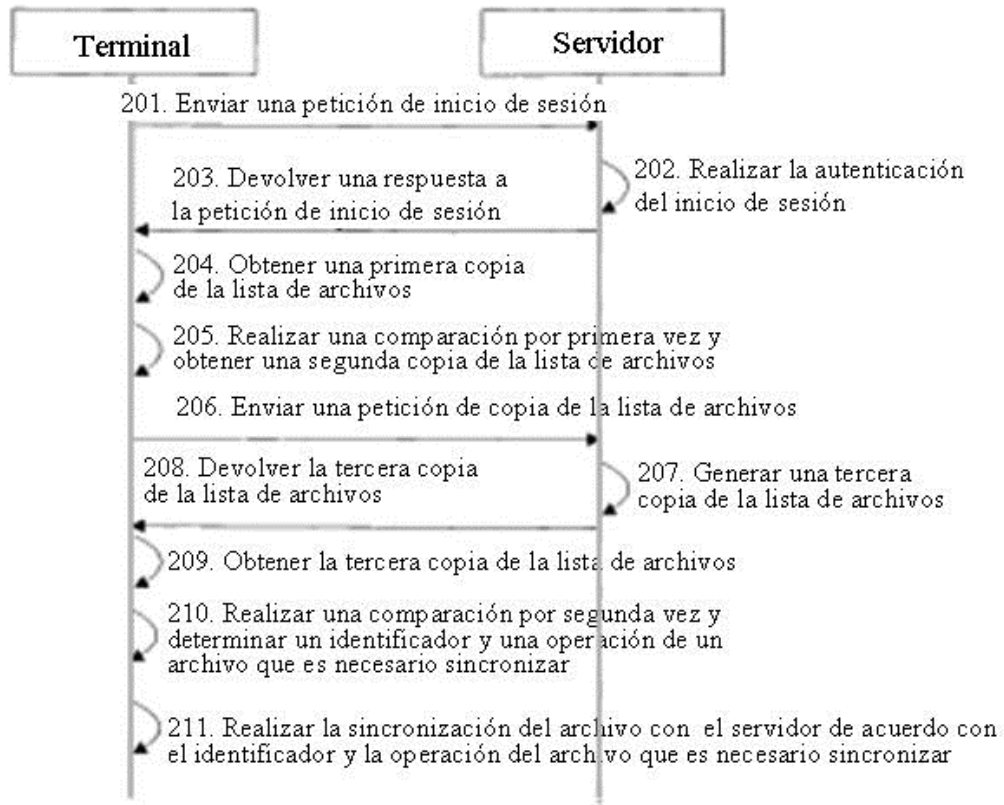 Terminal
Servidor
201. Enviar una petición de inicio de sesión
202. Realizar la autenticación
del inicio de sesión
203. Devolver una respuesta a
la petición de inicio de sesión
204. Obtener una primera copia
de la lista de archivos
205. Realizar una comparación por primera vez y
obtener una segunda copia de la lista de archivos
206. Enviar una petición de copia de la lista de archivos
207. Generar una tercera
copia de la lista de archivos
208. Devolver la tercera copia
de la lista de archivos
209. Obtener la tercera copia de la lista de archivos
210. Realizar una comparación por segunda vez y
determinar un identificador y una operación de un
archivo que es necesario sincronizar
211. Realizar la sincronización del archivo con el servidor de acuerdo con
el identificador y la operación del archivo que es necesario sincronizar